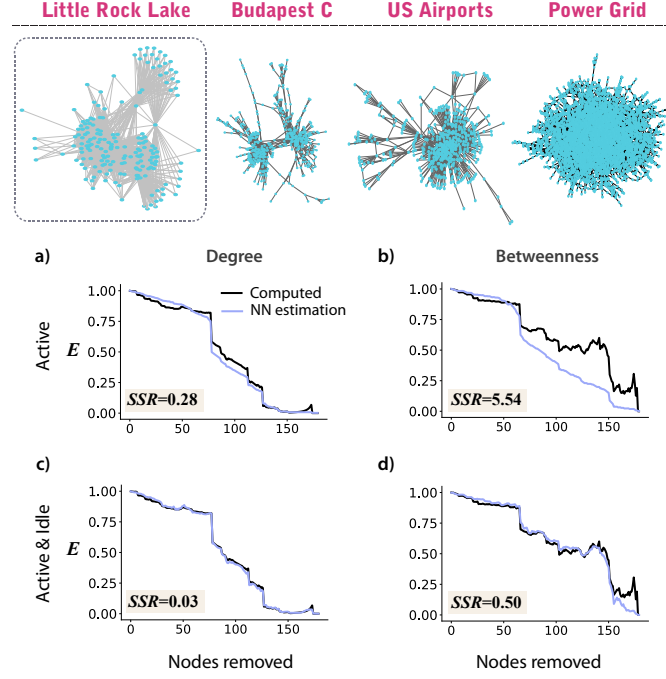 Little Rock Lake Budapest C US Airports Power Grid
a) Degree b) Betweenness
Active E 1.00 0.75 0.50 0.25 0.00
Computed
NN estimation
SSR=0.28
0 50 100 150
1.00 0.75 0.50 0.25 0.00
SSR=5.54
0 50 100 150
c) d)
Active & Idle E 1.00 0.75 0.50 0.25 0.00
SSR=0.03
0 50 100 150
Nodes removed
1.00 0.75 0.50 0.25 0.00
SSR=0.50
0 50 100 150
Nodes removed